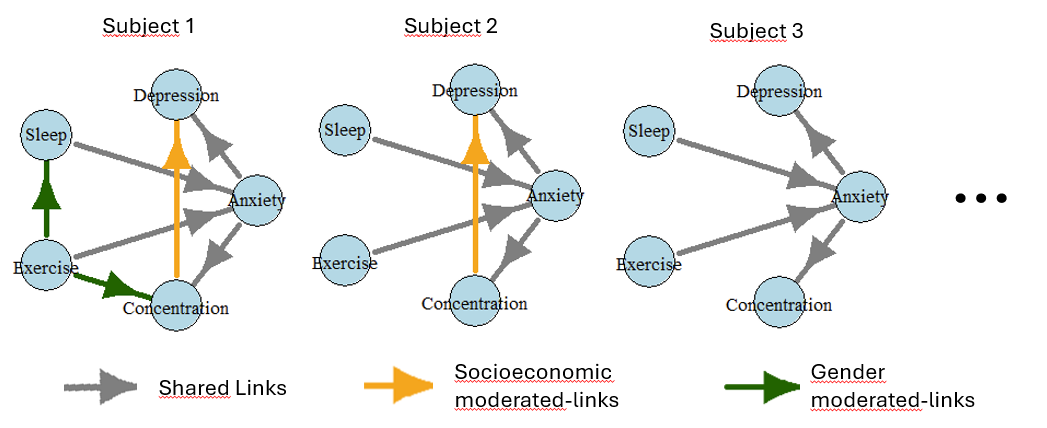 Subject 1
Subject 2
Subject 3
Depression
Sleep
Anxiety
Exercise
Concentration
Depression
Sleep
Anxiety
Exercise
Concentration
Depression
Sleep
Anxiety
Exercise
Concentration
...
Shared Links
Socioeconomic
moderated-links
Gender
moderated-links